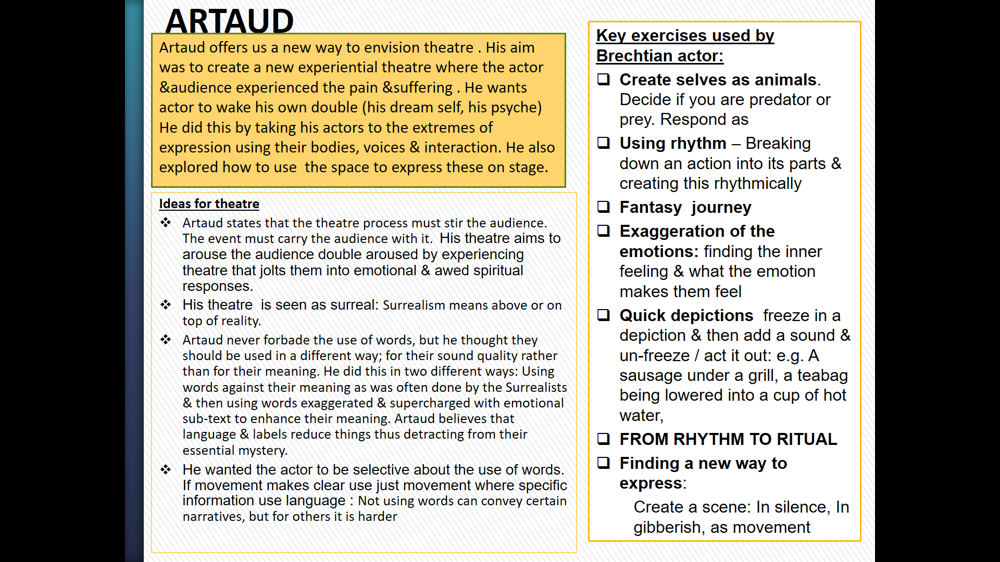 ARTAUD
Artaud offers us a new way to envision theatre . His aim
was to create a new experiential theatre where the actor
&audience experienced the pain &suffering . He wants
actor to wake his own double (his dream self, his psyche)
He did this by taking his actors to the extremes of
expression using their bodies, voices & interaction. He also
explored how to use  the space to express these on stage.
Ideas for theatre
❖ Artaud states that the theatre process must stir the audience.
The event must carry the audience with it.  His theatre aims to
arouse the audience double aroused by experiencing
theatre that jolts them into emotional & awed spiritual
responses.
❖ His theatre  is seen as surreal: Surrealism means above or on
top of reality.
❖ Artaud never forbade the use of words, but he thought they
should be used in a different way; for their sound quality rather
than for their meaning. He did this in two different ways: Using
words against their meaning as was often done by the Surrealists
& then using words exaggerated & supercharged with emotional
sub-text to enhance their meaning. Artaud believes that
language & labels reduce things thus detracting from their
essential mystery.
❖ He wanted the actor to be selective about the use of words.
If movement makes clear use just movement where specific
information use language : Not using words can convey certain
narratives, but for others it is harder
Key exercises used by
Brechtian actor:
❑ Create selves as animals.
Decide if you are predator or
prey. Respond as
❑ Using rhythm – Breaking
down an action into its parts &
creating this rhythmically
❑ Fantasy  journey
❑ Exaggeration of the
emotions: finding the inner
feeling & what the emotion
makes them feel
❑ Quick depictions  freeze in a
depiction & then add a sound &
un-freeze / act it out: e.g. A
sausage under a grill, a teabag
being lowered into a cup of hot
water,
❑ FROM RHYTHM TO RITUAL
❑ Finding a new way to
express:
Create a scene: In silence, In
gibberish, as movement